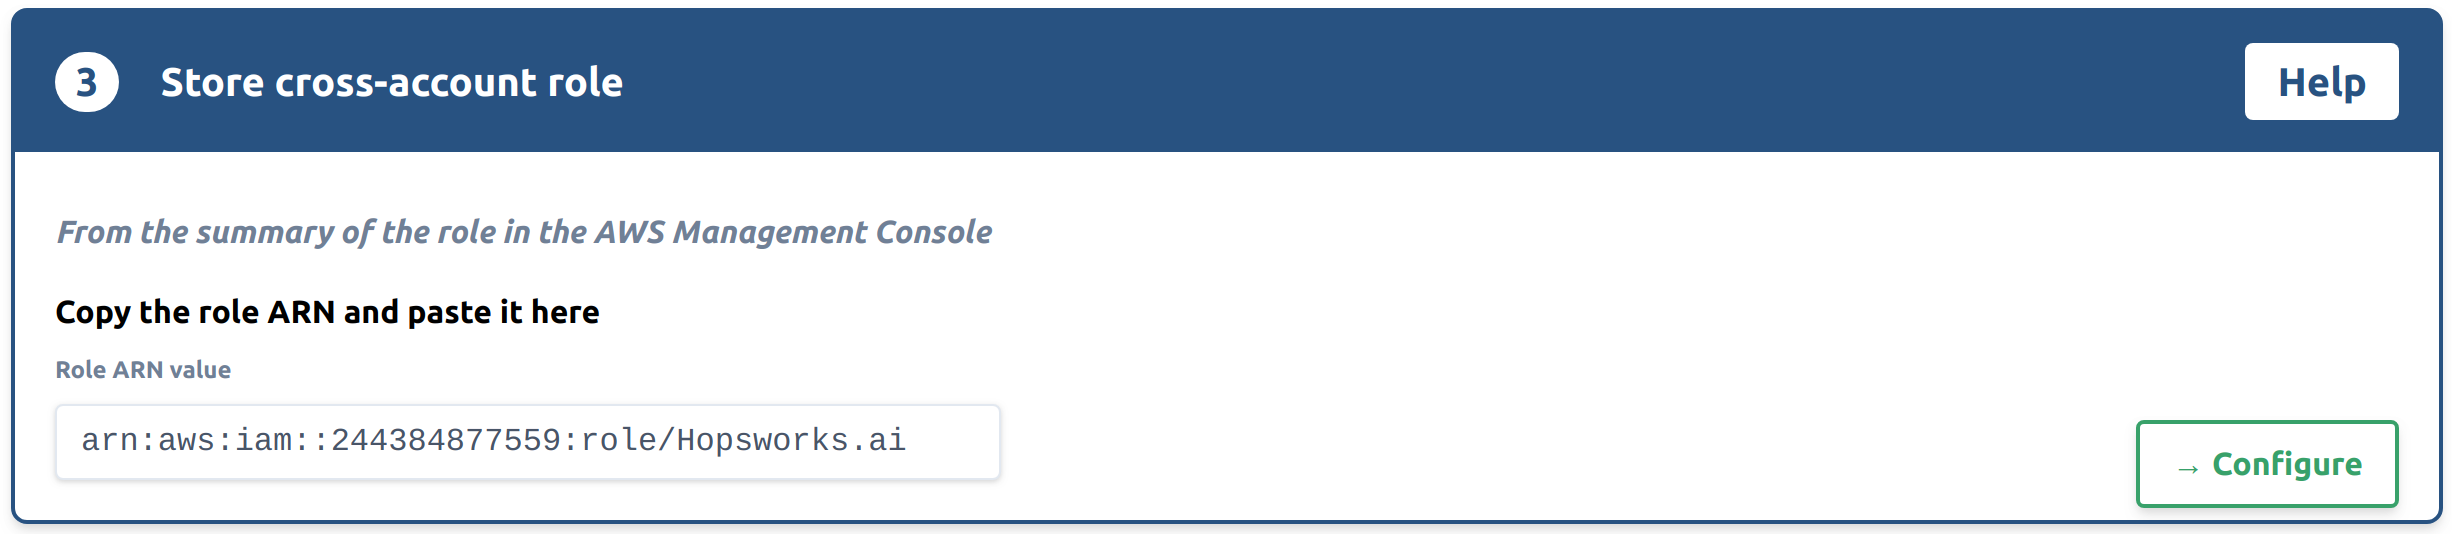 3 Store cross-account role Help
From the summary of the role in the AWS Management Console
Copy the role ARN and paste it here
Role ARN value
arn:aws:iam::244384877559:role/Hopsworks.ai
→ Configure